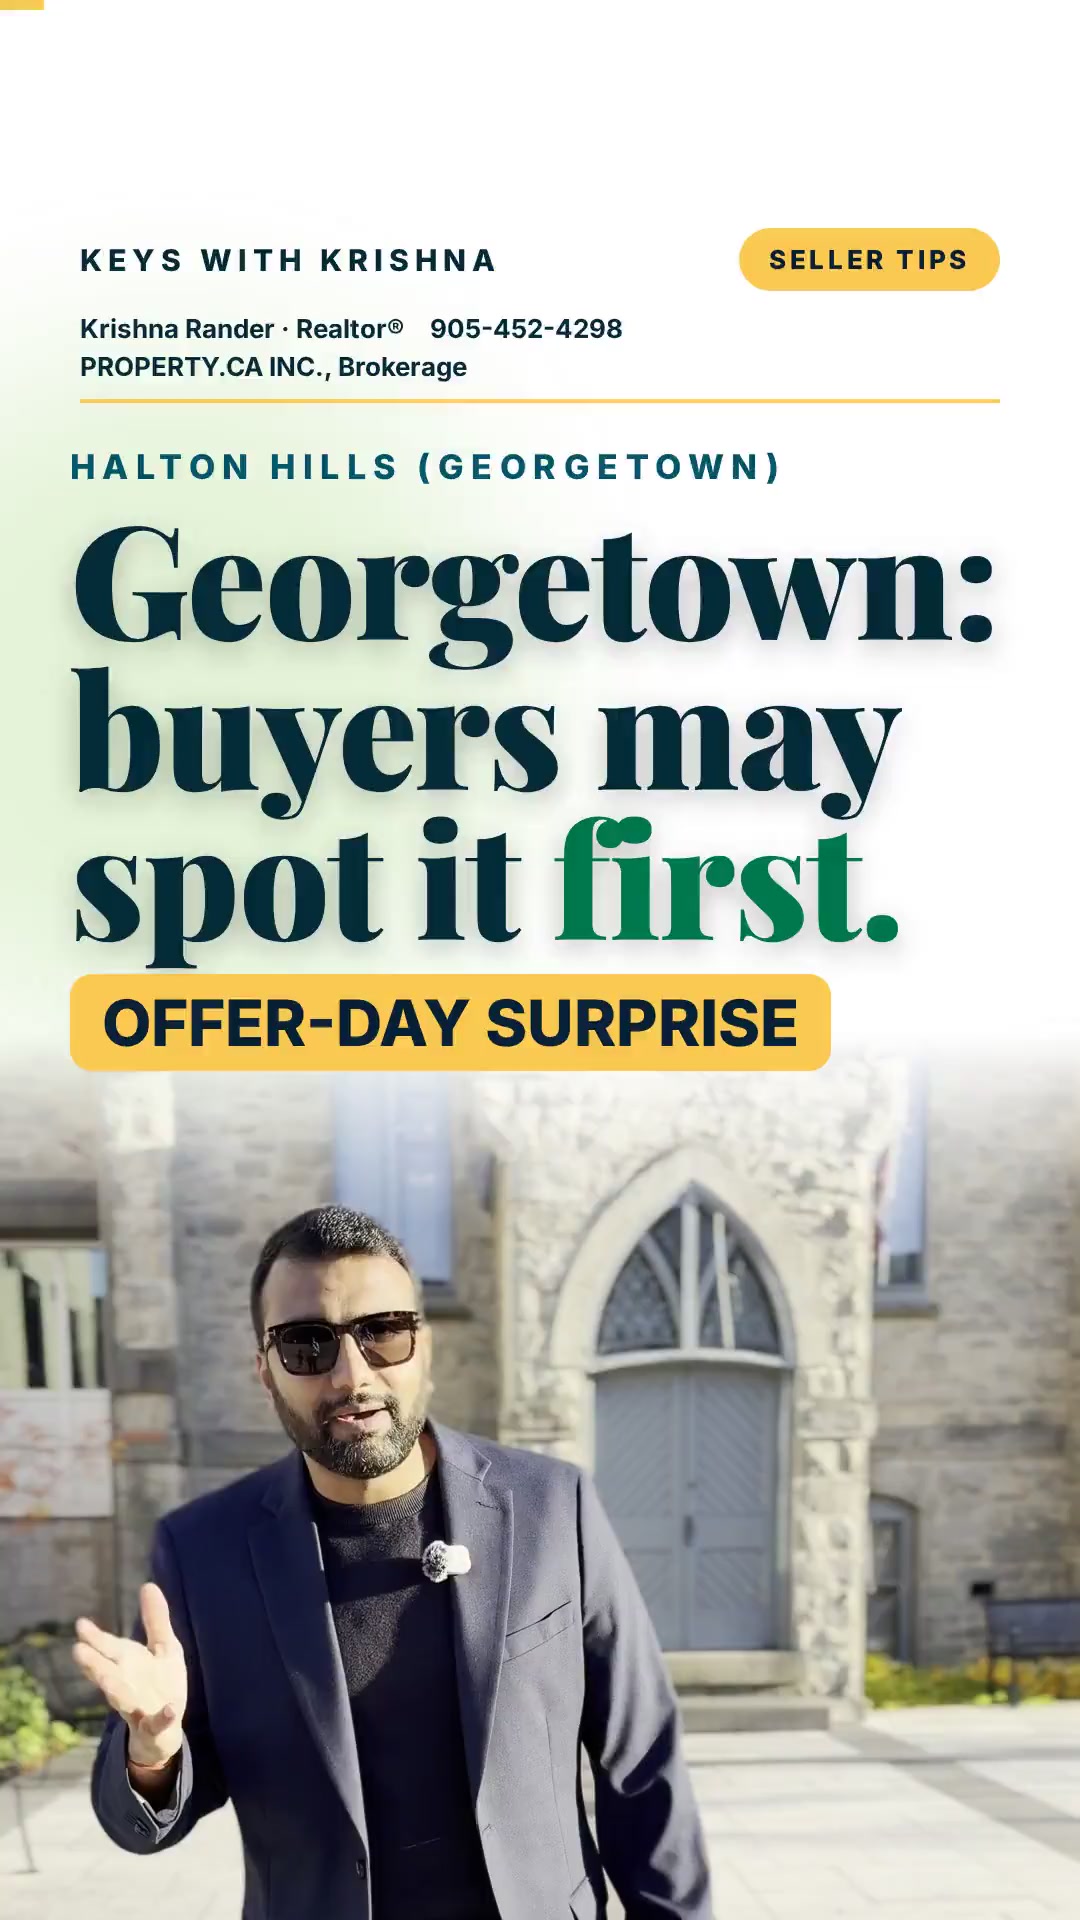 KEYS WITH KRISHNA
SELLER TIPS
Krishna Rander · Realtor® 905-452-4298
PROPERTY.CA INC., Brokerage
HALTON HILLS (GEORGETOWN)
Georgetown:
buyers may
spot it first.
OFFER-DAY SURPRISE